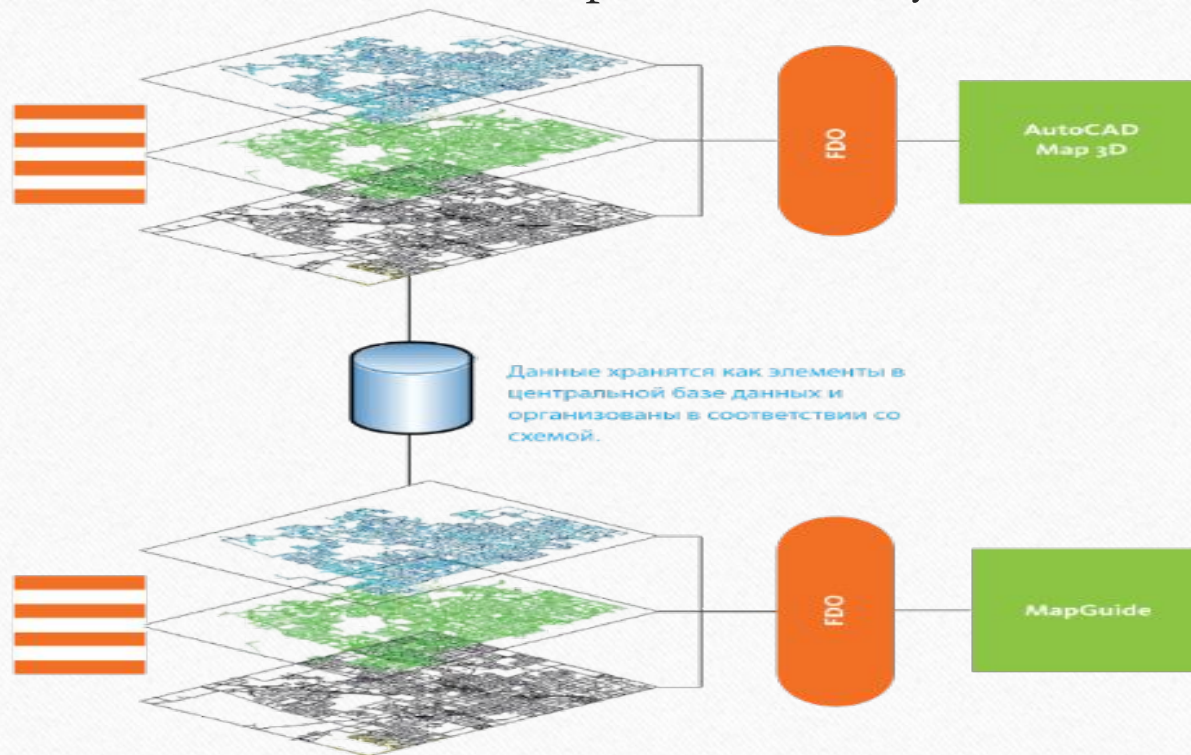 FDO
AutoCAD
Map 3D
Данные хранятся как элементы в
центральной базе данных и
организованы в соответствии со
схемой.
FDO
MapGuide